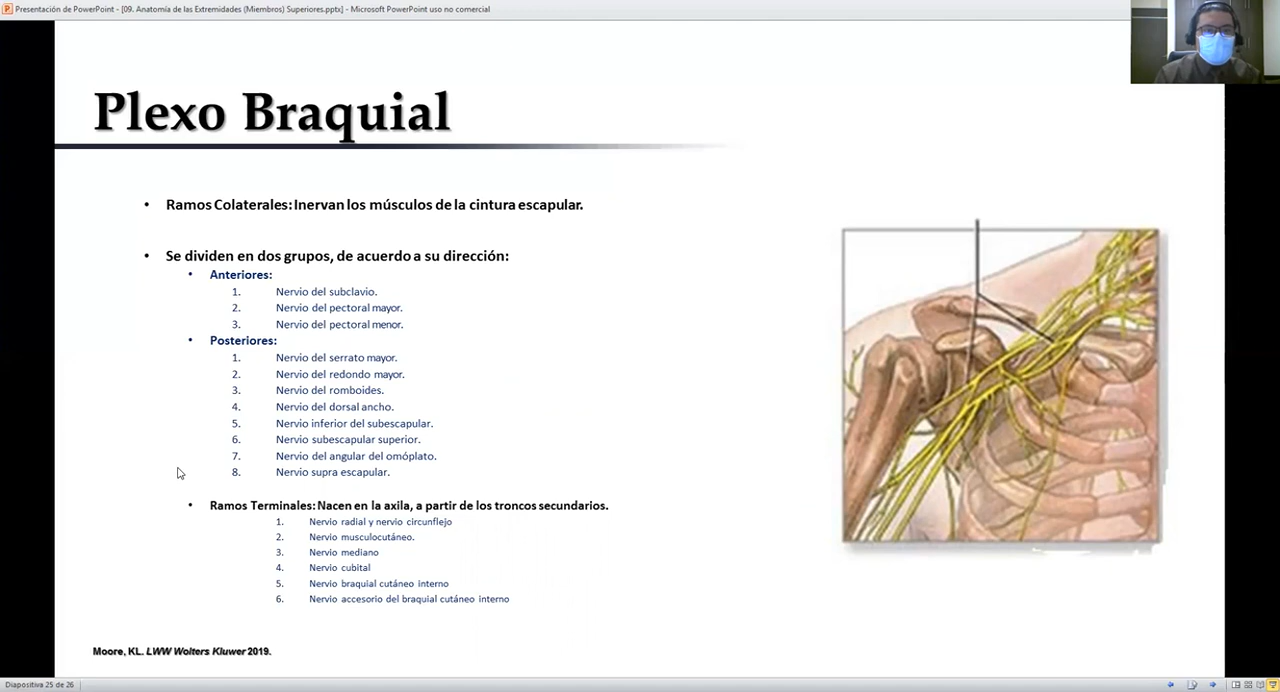 Presentación de PowerPoint - [09. Anatomía de las Extremidades (Miembros) Superiores.pptx] - Microsoft PowerPoint uso no comercial
Plexo Braquial
• Ramos Colaterales: Inervan los músculos de la cintura escapular.
• Se dividen en dos grupos, de acuerdo a su dirección:
• Anteriores:
1. Nervio del subclavio.
2. Nervio del pectoral mayor.
3. Nervio del pectoral menor.
• Posteriores:
1. Nervio del serrato mayor.
2. Nervio del redondo mayor.
3. Nervio del romboides.
4. Nervio del dorsal ancho.
5. Nervio inferior del subescapular.
6. Nervio subescapular superior.
7. Nervio del angular del omóplato.
8. Nervio supra escapular.
• Ramos Terminales: Nacen en la axila, a partir de los troncos secundarios.
1. Nervio radial y nervio circunflejo
2. Nervio musculocutáneo.
3. Nervio mediano
4. Nervio cubital
5. Nervio braquial cutáneo interno
6. Nervio accesorio del braquial cutáneo interno
Moore, KL. LWW Wolters Kluwer 2019.
Diapositiva 25 de 26